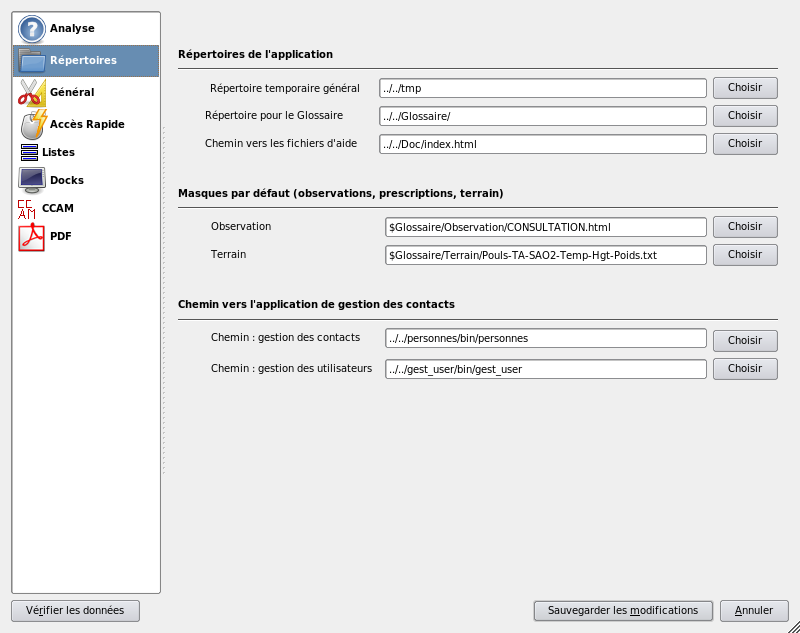 Analyse
Répertoires
Général
Accès Rapide
Listes
Docks
CCAM
PDF
Répertoires de l'application
Répertoire temporaire général ../../tmp Choisir
Répertoire pour le Glossaire ../../Glossaire/ Choisir
Chemin vers les fichiers d'aide ../../Doc/index.html Choisir
Masques par défaut (observations, prescriptions, terrain)
Observation $Glossaire/Observation/CONSULTATION.html Choisir
Terrain $Glossaire/Terrain/Pouls-TA-SAO2-Temp-Hgt-Poids.txt Choisir
Chemin vers l'application de gestion des contacts
Chemin : gestion des contacts ../../personnes/bin/personnes Choisir
Chemin : gestion des utilisateurs ../../gest_user/bin/gest_user Choisir
Vérifier les données Sauvegarder les modifications Annuler